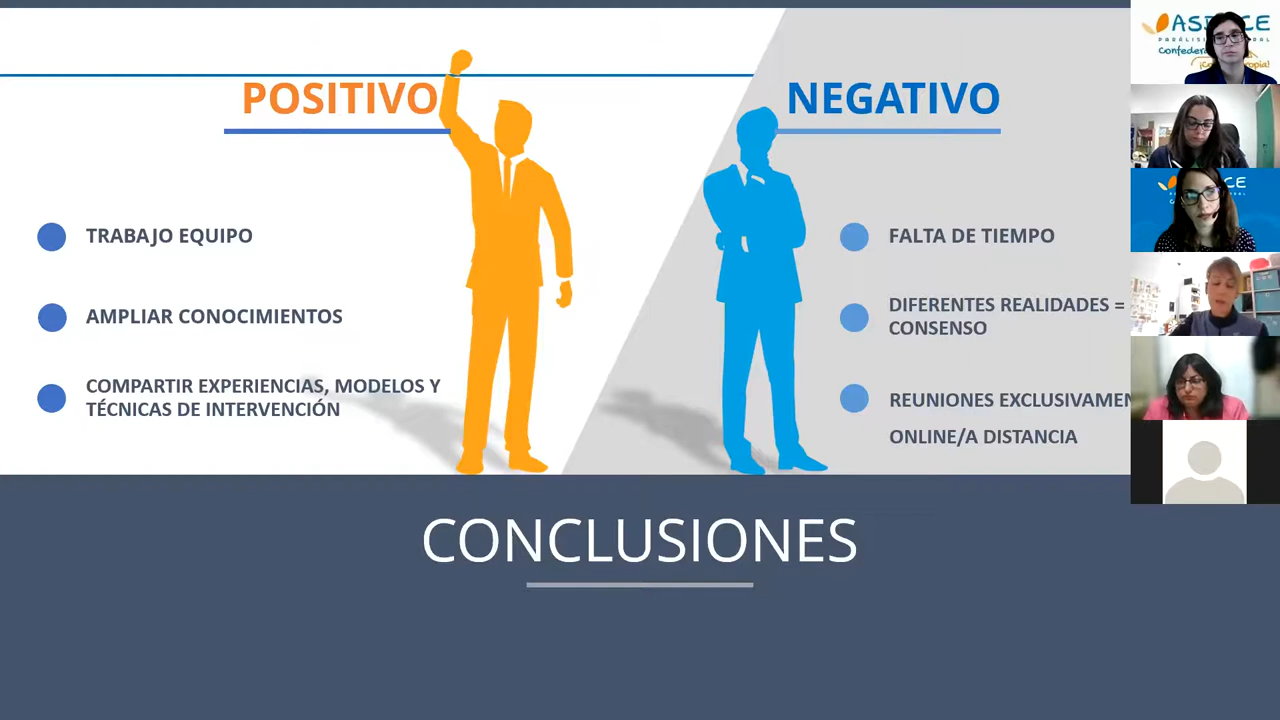 POSITIVO
TRABAJO EQUIPO
AMPLIAR CONOCIMIENTOS
COMPARTIR EXPERIENCIAS, MODELOS Y
TÉCNICAS DE INTERVENCIÓN
NEGATIVO
FALTA DE TIEMPO
DIFERENTES REALIDADES =
CONSENSO
REUNIONES
ONLINE/A DISTANCIA
CONCLUSIONES